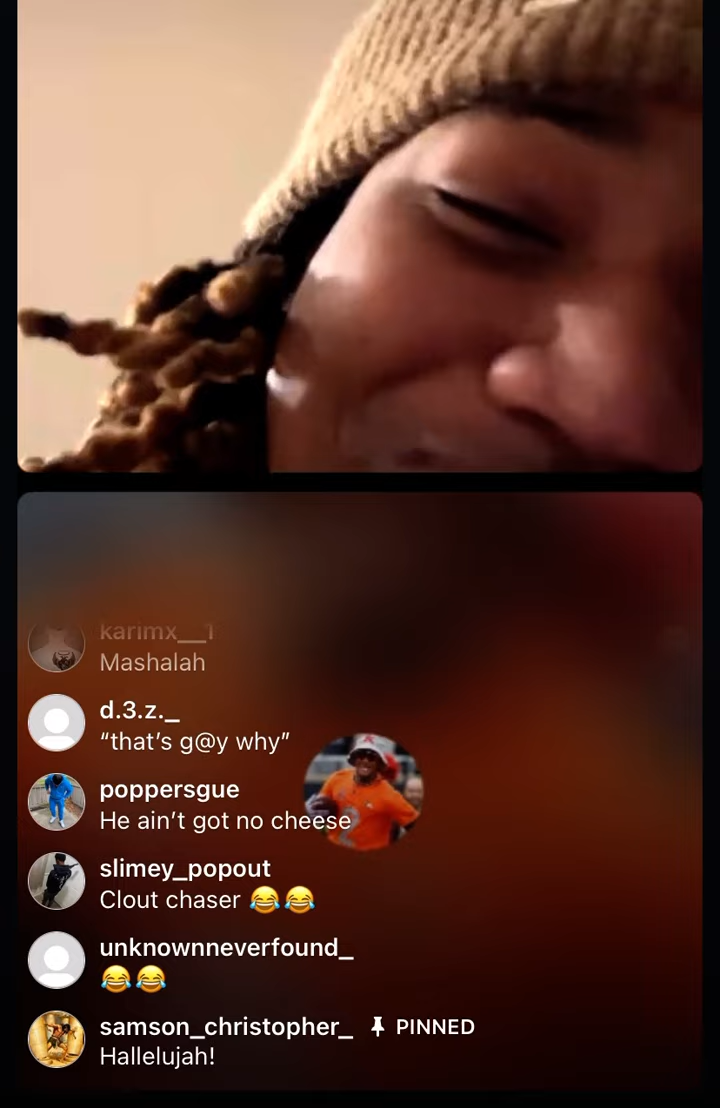 karimx__1
Mashalah
d.3.z._
“that’s g@y why”
poppersgue
He ain’t got no cheese
slimey_popout
Clout chaser 😂😂
unknownneverfound_
😂😂
samson_christopher_ PINNED
Hallelujah!